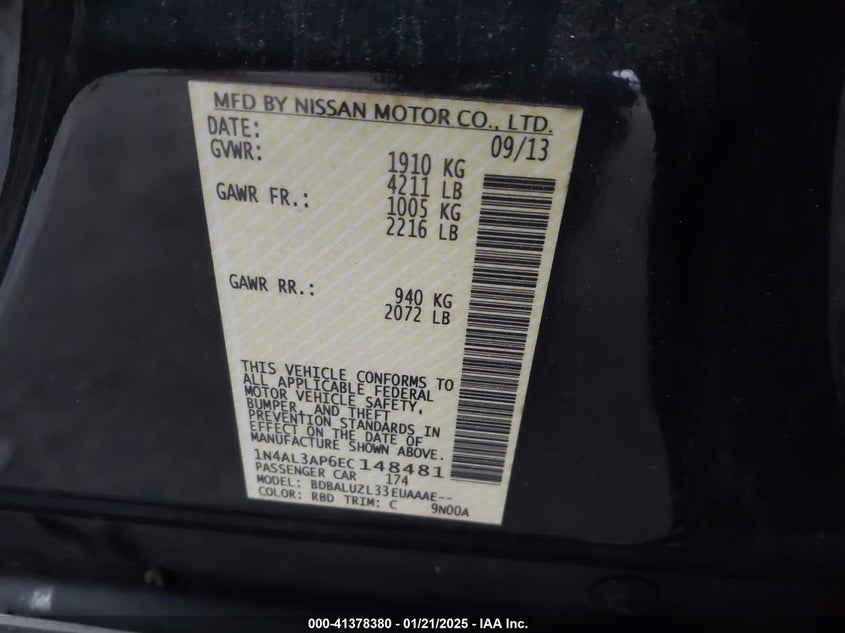 MFD BY NISSAN MOTOR CO., LTD.
DATE: 09/13
GVWR: 1910 KG
4211 LB
GAWR FR.: 1005 KG
2216 LB
GAWR RR.: 940 KG
2072 LB
THIS VEHICLE CONFORMS TO
ALL APPLICABLE FEDERAL
MOTOR VEHICLE SAFETY,
BUMPER, AND THEFT
PREVENTION STANDARDS IN
EFFECT ON THE DATE OF
MANUFACTURE SHOWN ABOVE.
1N4AL3AP6EC148481
PASSENGER CAR 174
MODEL: BDBALUZL33EUAAAE--
COLOR: RBD TRIM: C 9N00A
000-41378380 - 01/21/2025 - IAA Inc.